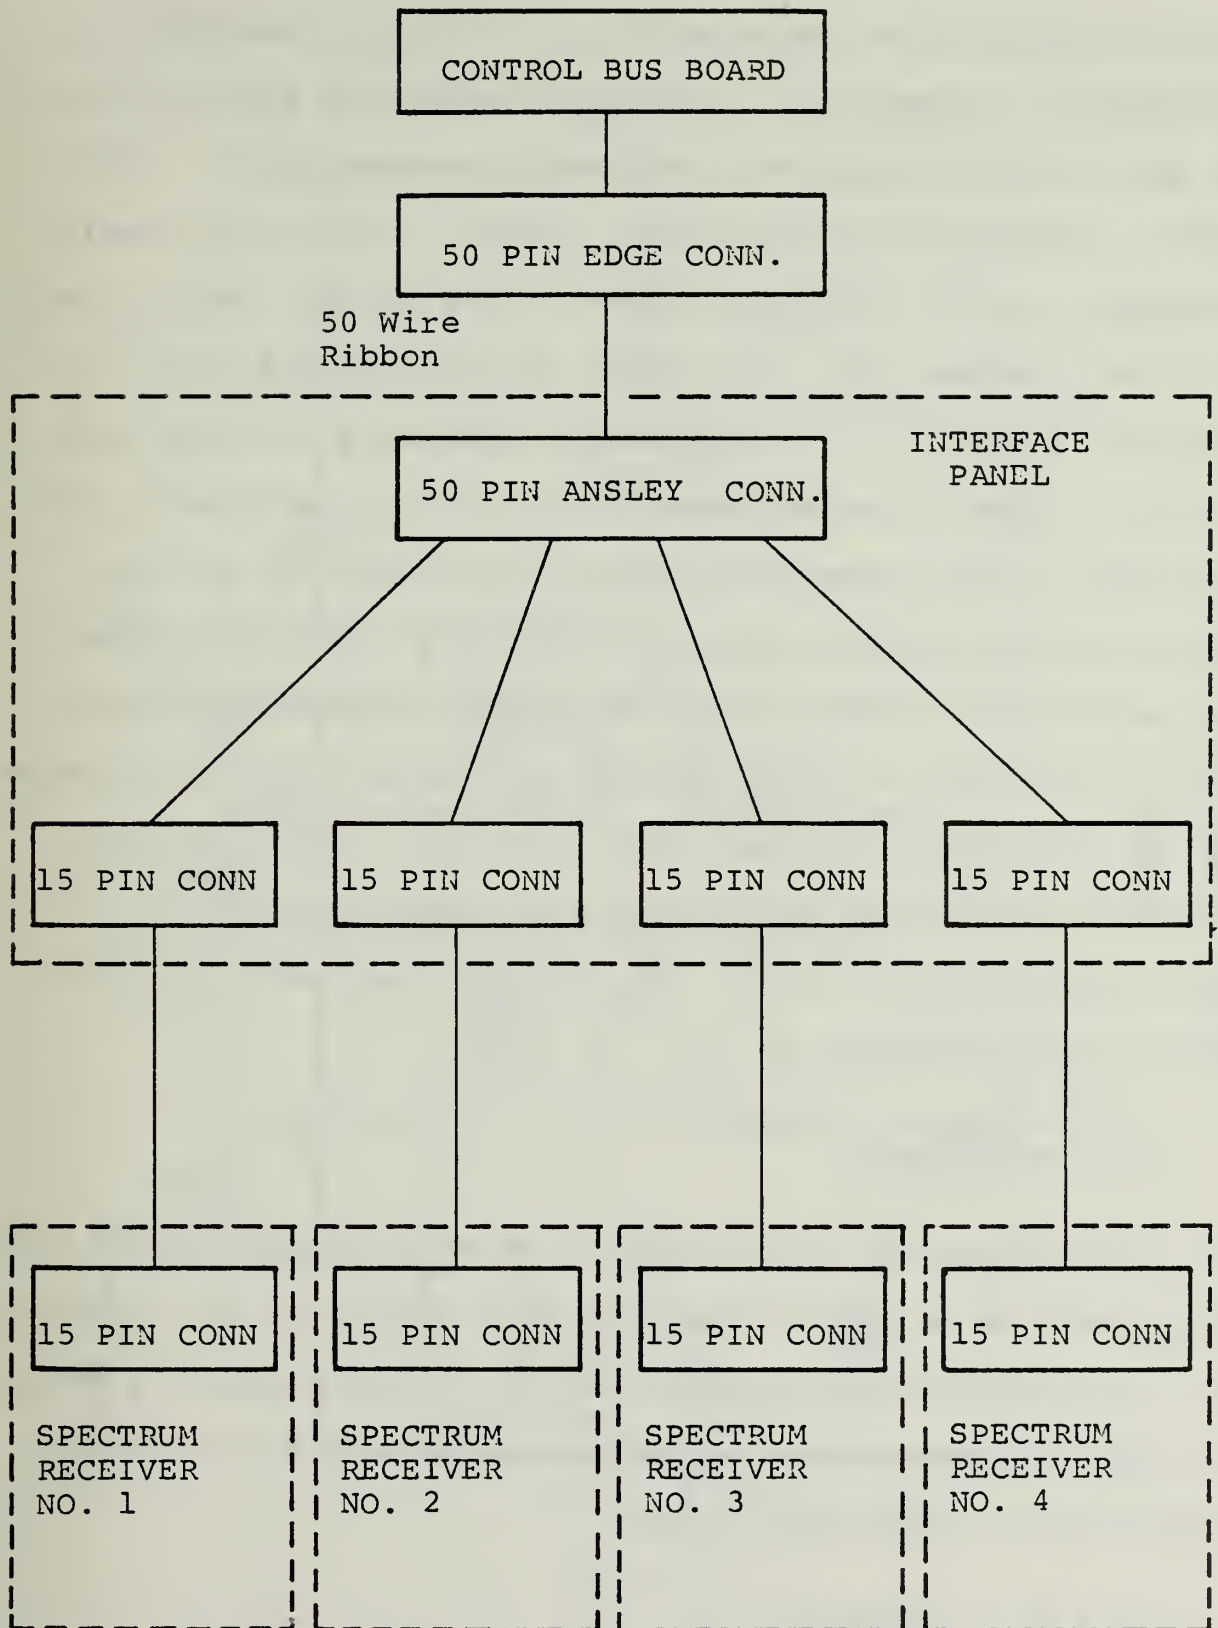 CONTROL BUS BOARD
50 PIN EDGE CONN.
50 Wire
Ribbon
INTERFACE
PANEL
50 PIN ANSLEY CONN.
15 PIN CONN
15 PIN CONN
15 PIN CONN
15 PIN CONN
15 PIN CONN
15 PIN CONN
15 PIN CONN
15 PIN CONN
SPECTRUM
RECEIVER
NO. 1
SPECTRUM
RECEIVER
NO. 2
SPECTRUM
RECEIVER
NO. 3
SPECTRUM
RECEIVER
NO. 4